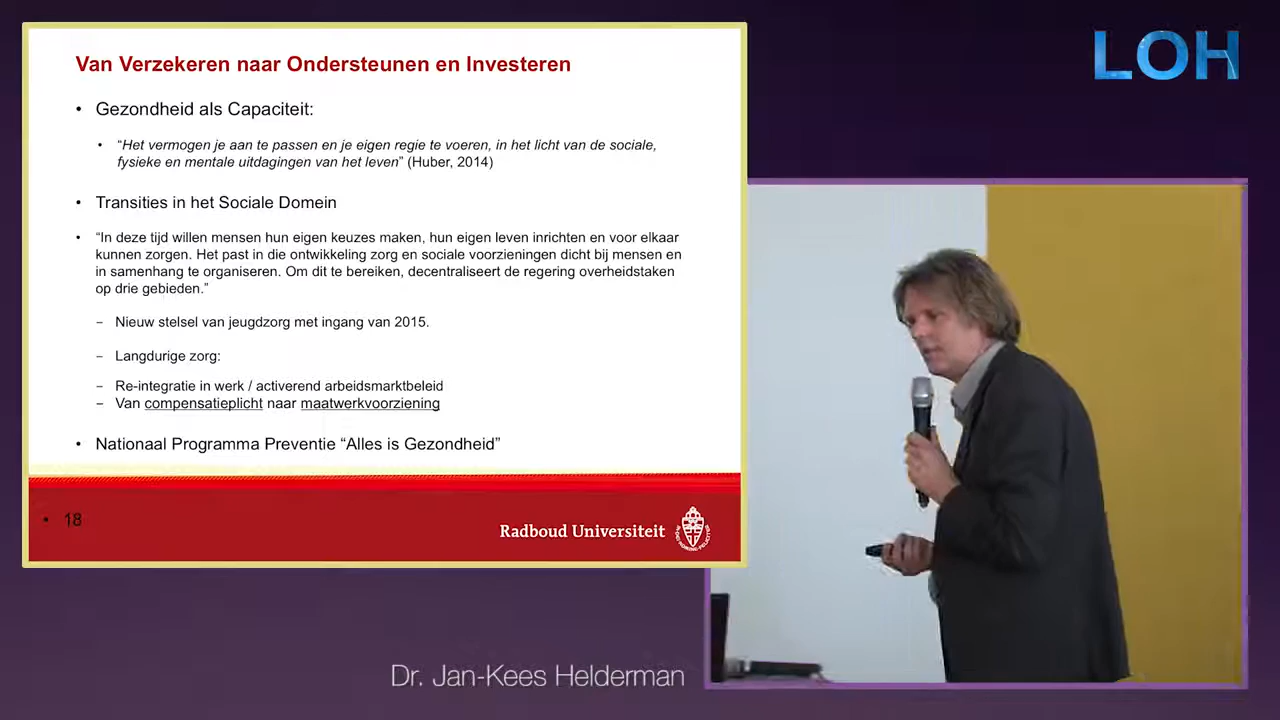 Van Verzekeren naar Ondersteunen en Investeren
• Gezondheid als Capaciteit:
• “Het vermogen je aan te passen en je eigen regie te voeren, in het licht van de sociale,
fysieke en mentale uitdagingen van het leven” (Huber, 2014)
• Transities in het Sociale Domein
• “In deze tijd willen mensen hun eigen keuzes maken, hun eigen leven inrichten en voor elkaar
kunnen zorgen. Het past in die ontwikkeling zorg en sociale voorzieningen dicht bij mensen en
in samenhang te organiseren. Om dit te bereiken, decentraliseert de regering overheidstaken
op drie gebieden.”
– Nieuw stelsel van jeugdzorg met ingang van 2015.
– Langdurige zorg:
– Re-integratie in werk / activerend arbeidsmarktbeleid
– Van compensatieplicht naar maatwerkvoorziening
• Nationaal Programma Preventie “Alles is Gezondheid”
• 18
Radboud Universiteit
LOH
Dr. Jan-Kees Helderman